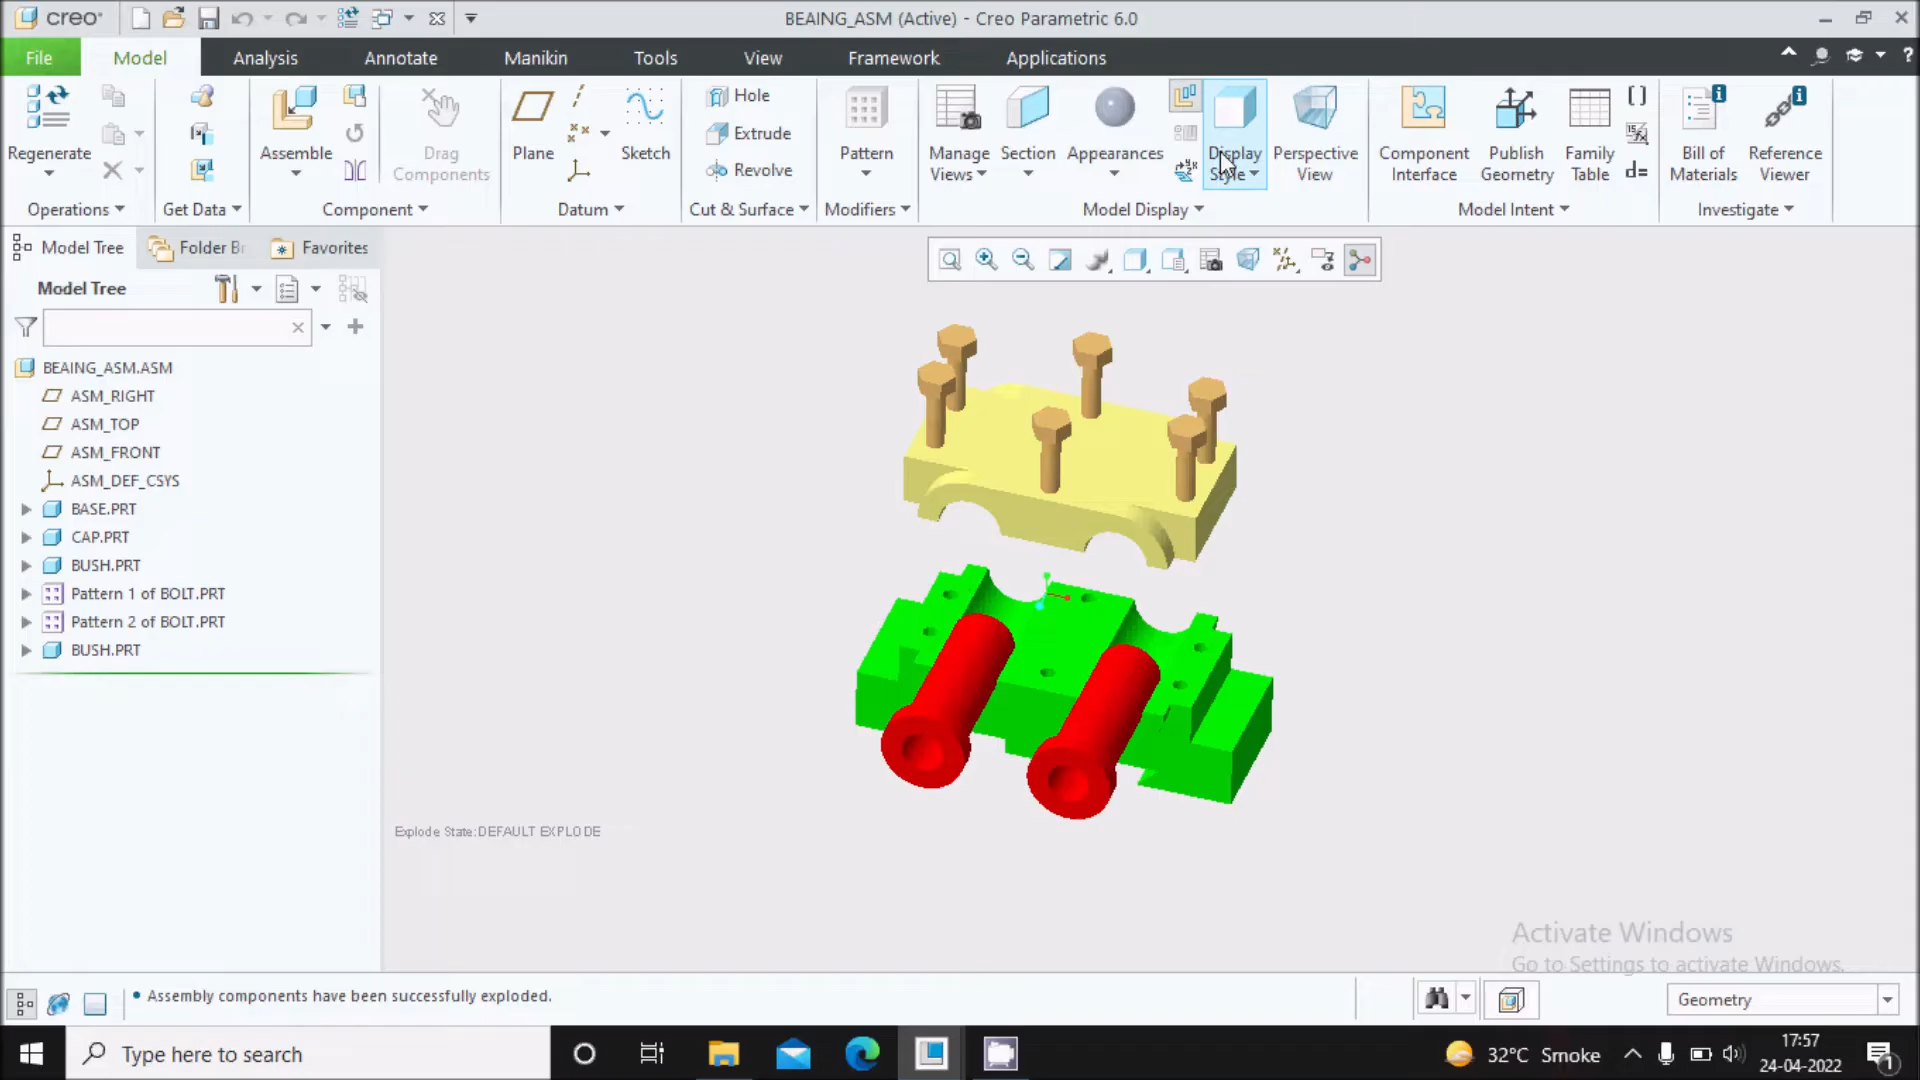 creo
BEAING_ASM (Active) - Creo Parametric 6.0
File
Model
Analysis
Annotate
Manikin
Tools
View
Framework
Applications
Regenerate
Assemble
Drag
Components
Plane
Sketch
Hole
Extrude
Revolve
Pattern
Manage
Views
Section
Appearances
Display
Style
Perspective
View
Component
Interface
Publish
Geometry
Family
Table
d=
Bill of
Materials
Reference
Viewer
Operations
Get Data
Component
Datum
Cut & Surface
Modifiers
Model Display
Model Intent
Investigate
Model Tree
Folder Br
Favorites
Model Tree
BEAING_ASM.ASM
ASM_RIGHT
ASM_TOP
ASM_FRONT
ASM_DEF_CSYS
BASE.PRT
CAP.PRT
BUSH.PRT
Pattern 1 of BOLT.PRT
Pattern 2 of BOLT.PRT
BUSH.PRT
Explode State:DEFAULT EXPLODE
Activate Windows
Go to Settings to activate Windows.
Assembly components have been successfully exploded.
Geometry
Type here to search
32°C Smoke
17:57
24-04-2022
1